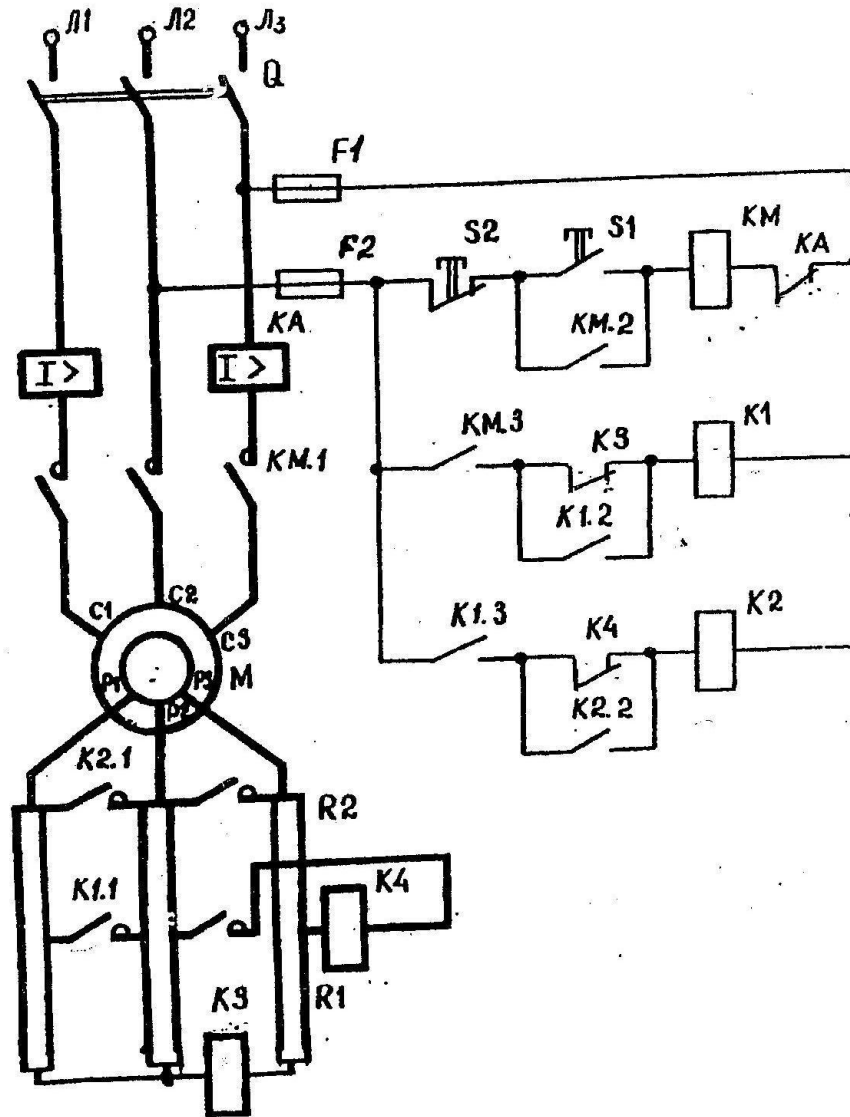 Л1 Л2 Л3
Q
F1
S2 S1 KM KA
F2
KA
KM.2
I > I >
KM.3 K3 K1
KM.1
K1.2
C1 C2 C3
K1.3 K4 K2
P1 P2 P3 M
K2.2
K2.1
R2
K1.1 K4
K3 R1